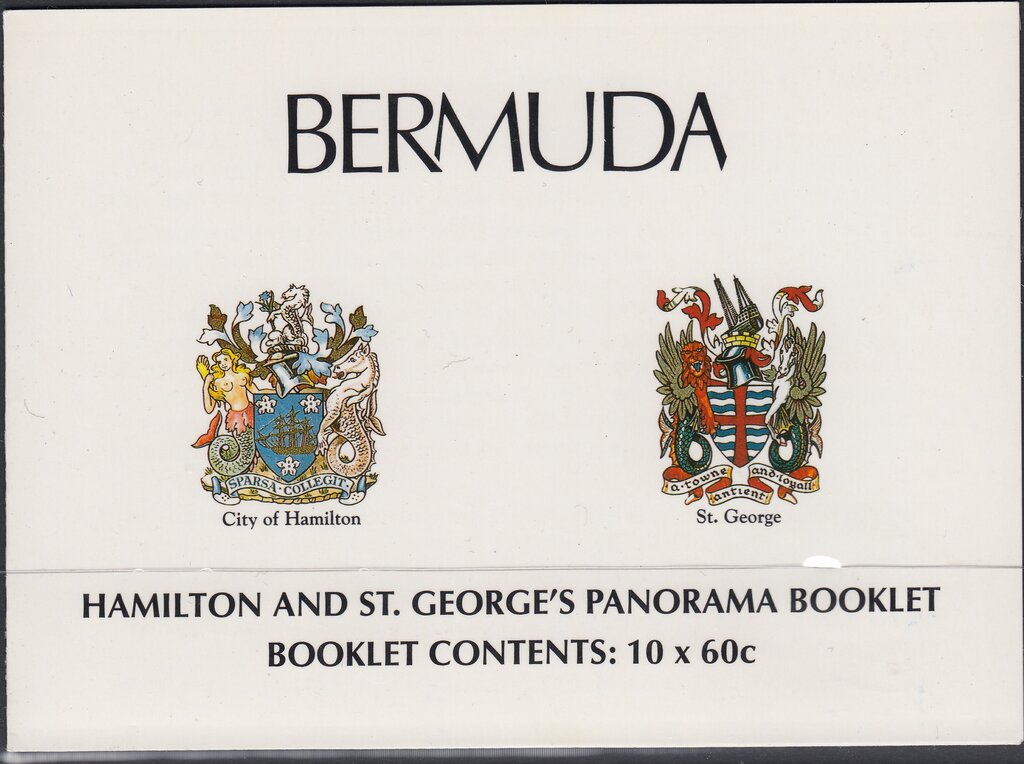 BERMUDA
SPARSA·COLLEGIT·
a·towne
and·loyall
antient
City of Hamilton
St. George
HAMILTON AND ST. GEORGE'S PANORAMA BOOKLET
BOOKLET CONTENTS: 10 x 60c